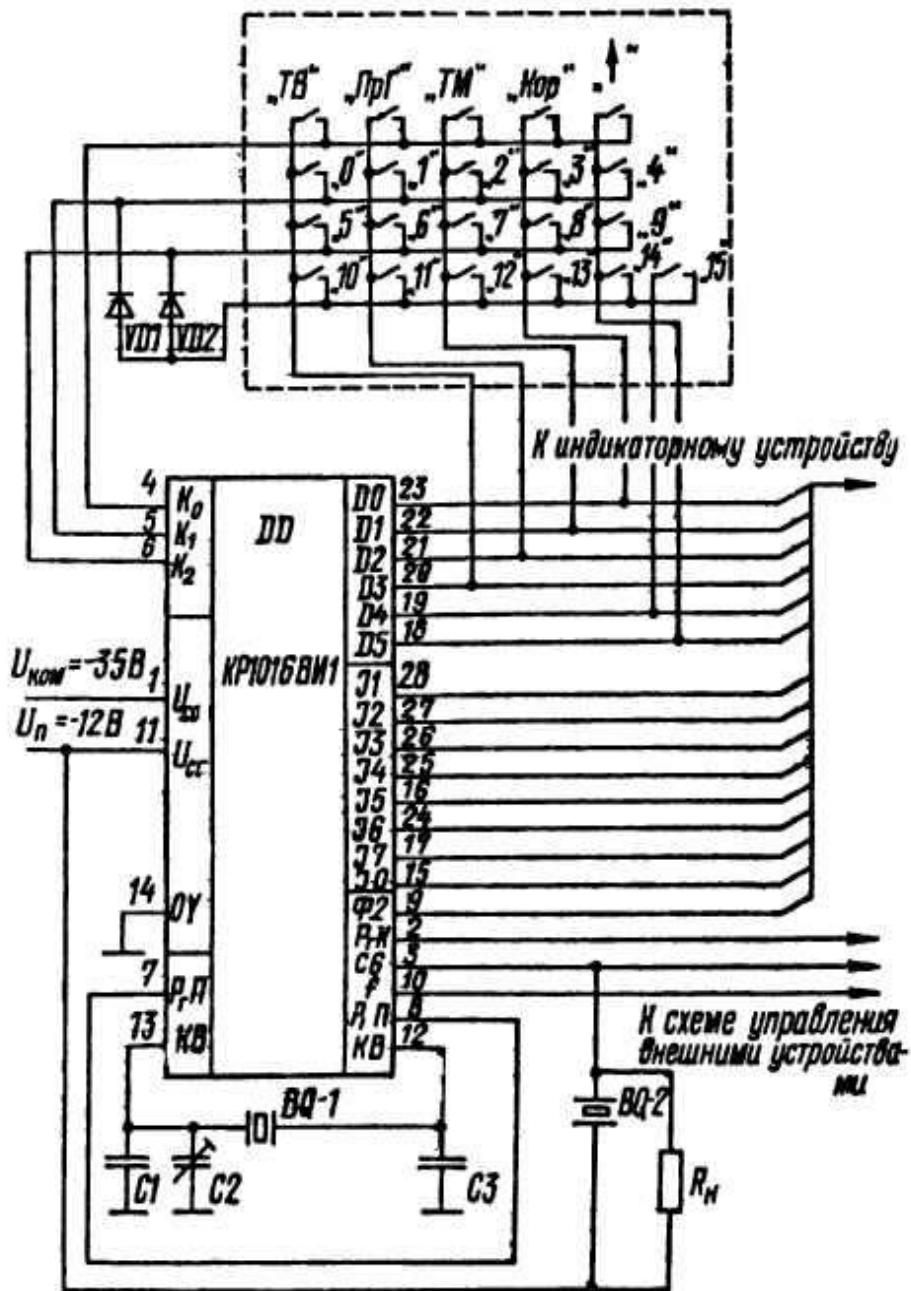 „ТВ“ „ПрГ“ „ТМ“ „Кор“ „↑“
„0“ „1“ „2“ „3“ „4“
„5“ „6“ „7“ „8“ „9“
„10“ „11“ „12“ „13 „14“ „15“
VD1 VD2
К индикаторному устройству
4 K₀ DD D0 23
5 K₁ D1 22
6 K₂ D2 21
D3 20
D4 19
D5 18
Uком=-35В
1
КР1016ВИ1
J1 28
Uп=-12В
J2 27
11 Ucc
J3 26
J4 25
J5 16
J6 24
J7 17
15
14 ОУ
Ф2 9
2
Сб 3
7 РгП
f 10
8
13 КВ
КВ 12
К схеме управления
внешними устройства-
ми
BQ-1 BQ-2
C1 C2 C3 Rн